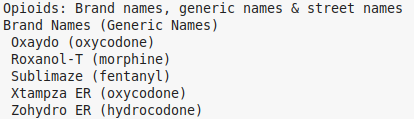 Opioids: Brand names, generic names & street names
Brand Names (Generic Names)
Oxaydo (oxycodone)
Roxanol-T (morphine)
Sublimaze (fentanyl)
Xtampza ER (oxycodone)
Zohydro ER (hydrocodone)